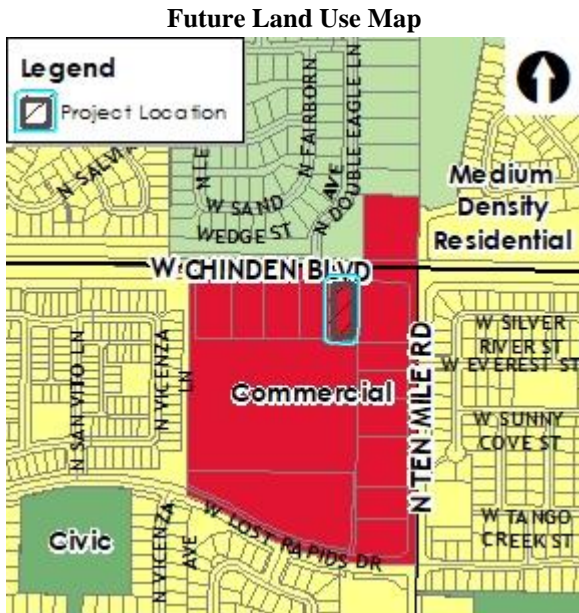 Future Land Use Map
Legend
Project Location
N SALVI
N LE
N FAIRBORN
AVE
N DOUBLE EAGLE LN
W SAND
WEDGE ST
Medium
Density
Residential
W CHINDEN BLVD
N SAN VITO LN
N VICENZA
LN
Commercial
N TEN MILE RD
W SILVER
RIVER ST
W EVEREST ST
W SUNNY
COVE ST
W TANGO
CREEK ST
Civic
N VICENZA
AVE
W LOST RAPIDS DR